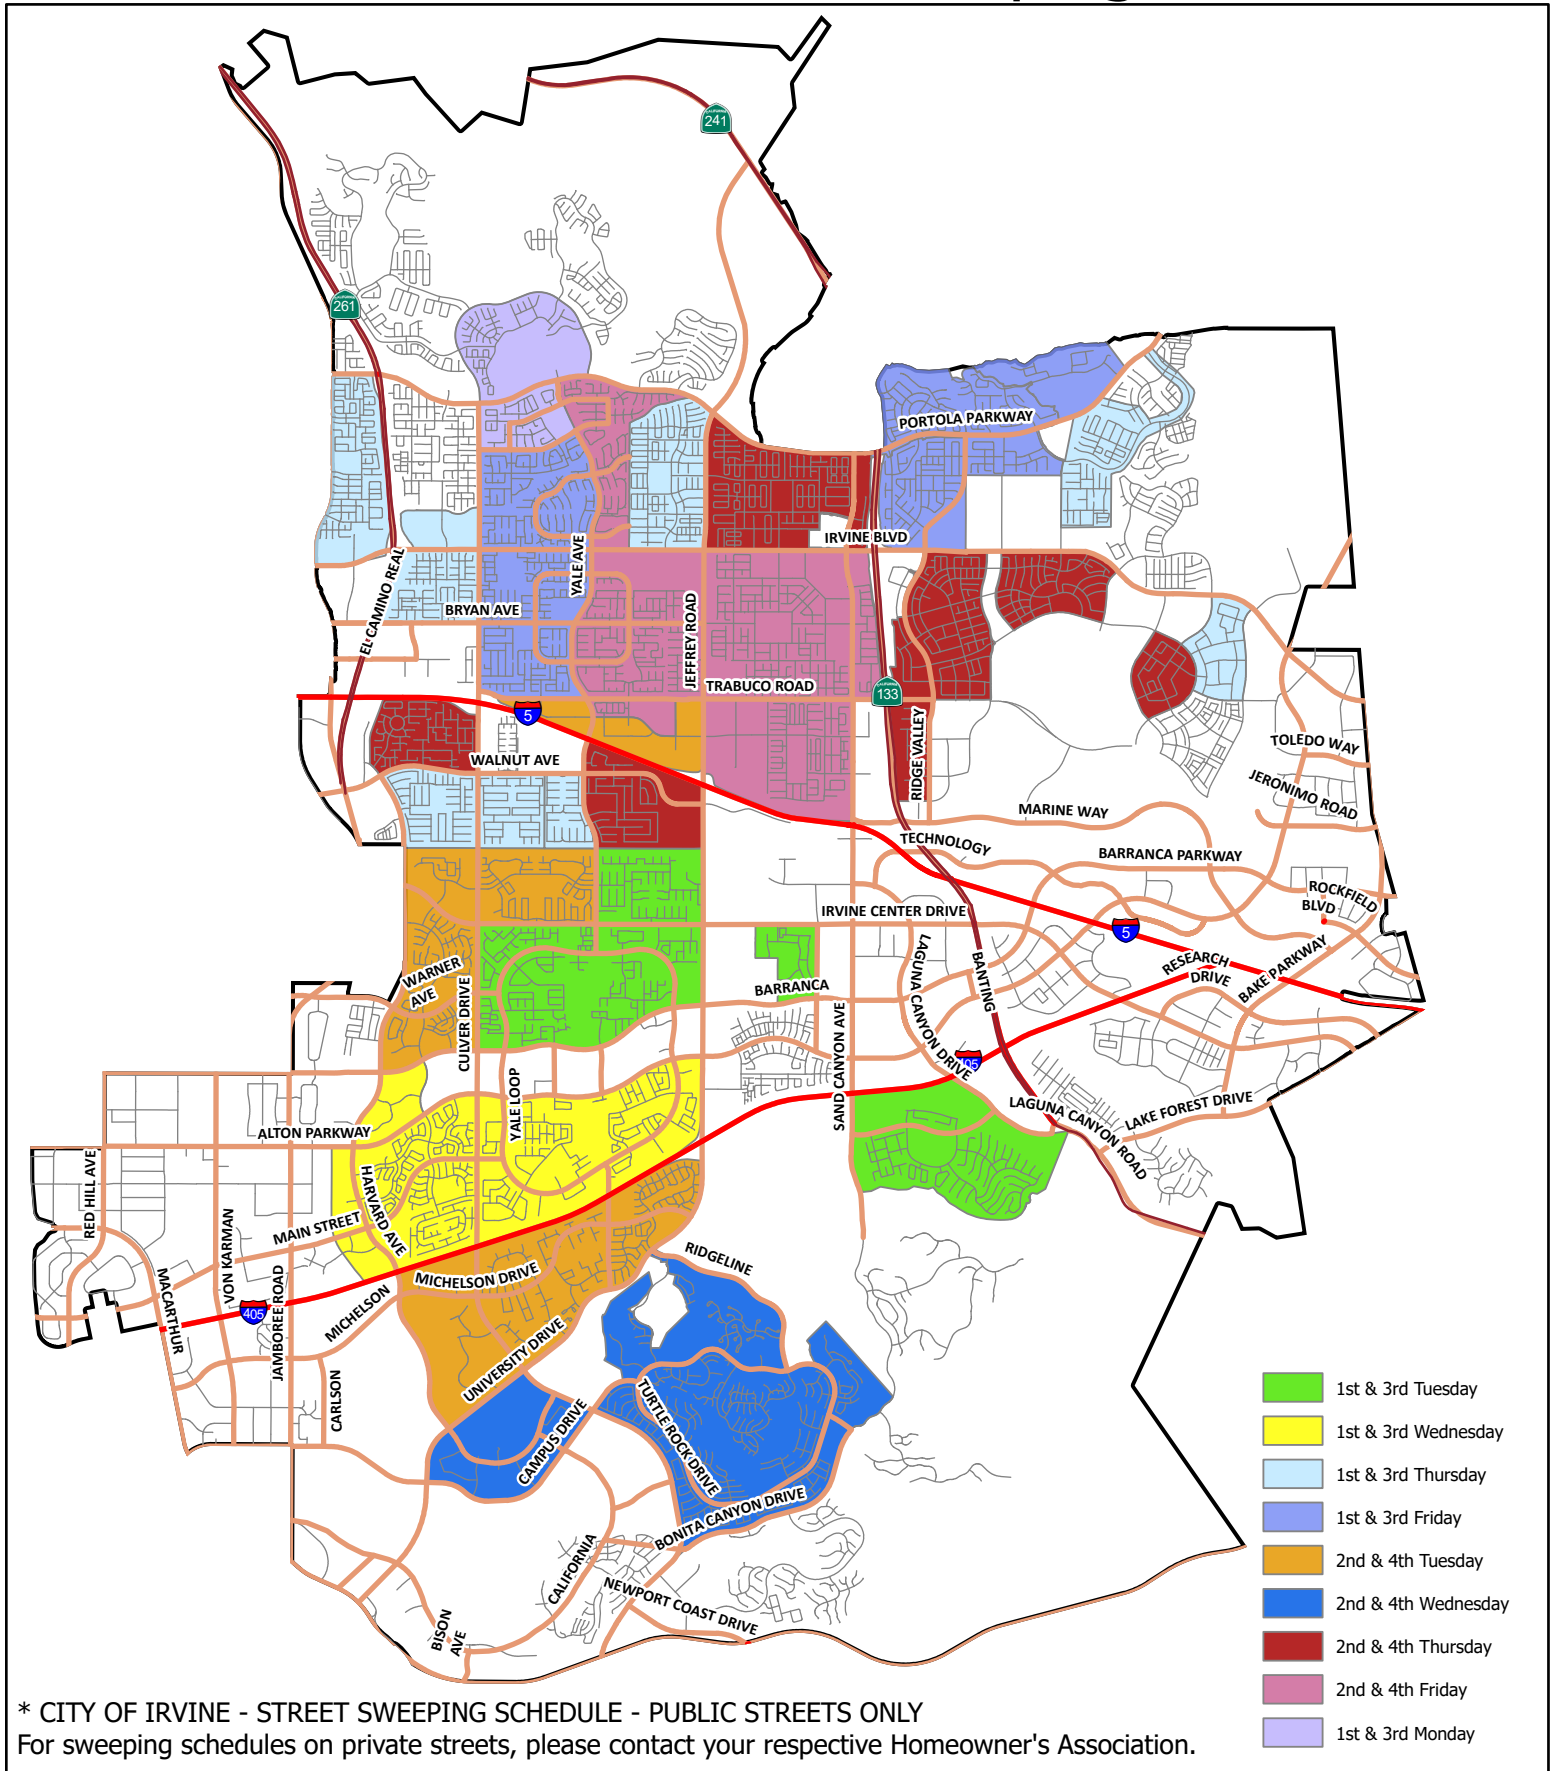 241
261
PORTOLA PARKWAY
IRVINE BLVD
YALE AVE
EL CAMINO REAL
BRYAN AVE
JEFFREY ROAD
TRABUCO ROAD
133
5
RIDGE VALLEY
WALNUT AVE
TOLEDO WAY
JERONIMO ROAD
MARINE WAY
TECHNOLOGY
BARRANCA PARKWAY
ROCKFIELD
BLVD
IRVINE CENTER DRIVE
5
LAGUNA CANYON DRIVE
BANTING
RESEARCH
DRIVE
BAKE PARKWAY
WARNER
AVE
CULVER DRIVE
BARRANCA
SAND CANYON AVE
405
YALE LOOP
LAGUNA CANYON ROAD
LAKE FOREST DRIVE
ALTON PARKWAY
RED HILL AVE
HARVARD AVE
VON KARMAN
MAIN STREET
MACARTHUR
JAMBOREE ROAD
405
MICHELSON DRIVE
MICHELSON
RIDGELINE
UNIVERSITY DRIVE
CARLSON
CAMPUS DRIVE
TURTLE ROCK DRIVE
BONITA CANYON DRIVE
CALIFORNIA
NEWPORT COAST DRIVE
BISON
AVE
1st & 3rd Tuesday
1st & 3rd Wednesday
1st & 3rd Thursday
1st & 3rd Friday
2nd & 4th Tuesday
2nd & 4th Wednesday
2nd & 4th Thursday
2nd & 4th Friday
1st & 3rd Monday
* CITY OF IRVINE - STREET SWEEPING SCHEDULE - PUBLIC STREETS ONLY
For sweeping schedules on private streets, please contact your respective Homeowner's Association.